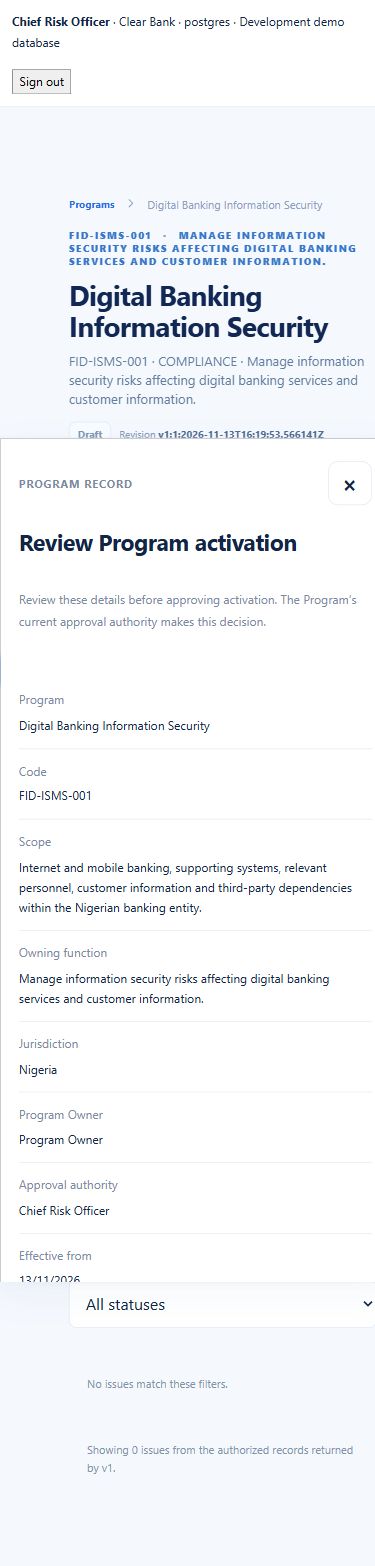 Chief Risk Officer · Clear Bank · postgres · Development demo
database
Sign out
Programs > Digital Banking Information Security
FID-ISMS-001 · MANAGE INFORMATION
SECURITY RISKS AFFECTING DIGITAL BANKING
SERVICES AND CUSTOMER INFORMATION.
Digital Banking
Information Security
FID-ISMS-001 · COMPLIANCE · Manage information
security risks affecting digital banking services and
customer information.
Draft Revision v1:1:2026-11-13T16:19:53.566141Z
PROGRAM RECORD
×
Review Program activation
Review these details before approving activation. The Program's
current approval authority makes this decision.
Program
Digital Banking Information Security
Code
FID-ISMS-001
Scope
Internet and mobile banking, supporting systems, relevant
personnel, customer information and third-party dependencies
within the Nigerian banking entity.
Owning function
Manage information security risks affecting digital banking
services and customer information.
Jurisdiction
Nigeria
Program Owner
Program Owner
Approval authority
Chief Risk Officer
Effective from
13/11/2026
All statuses
No issues match these filters.
Showing 0 issues from the authorized records returned
by v1.